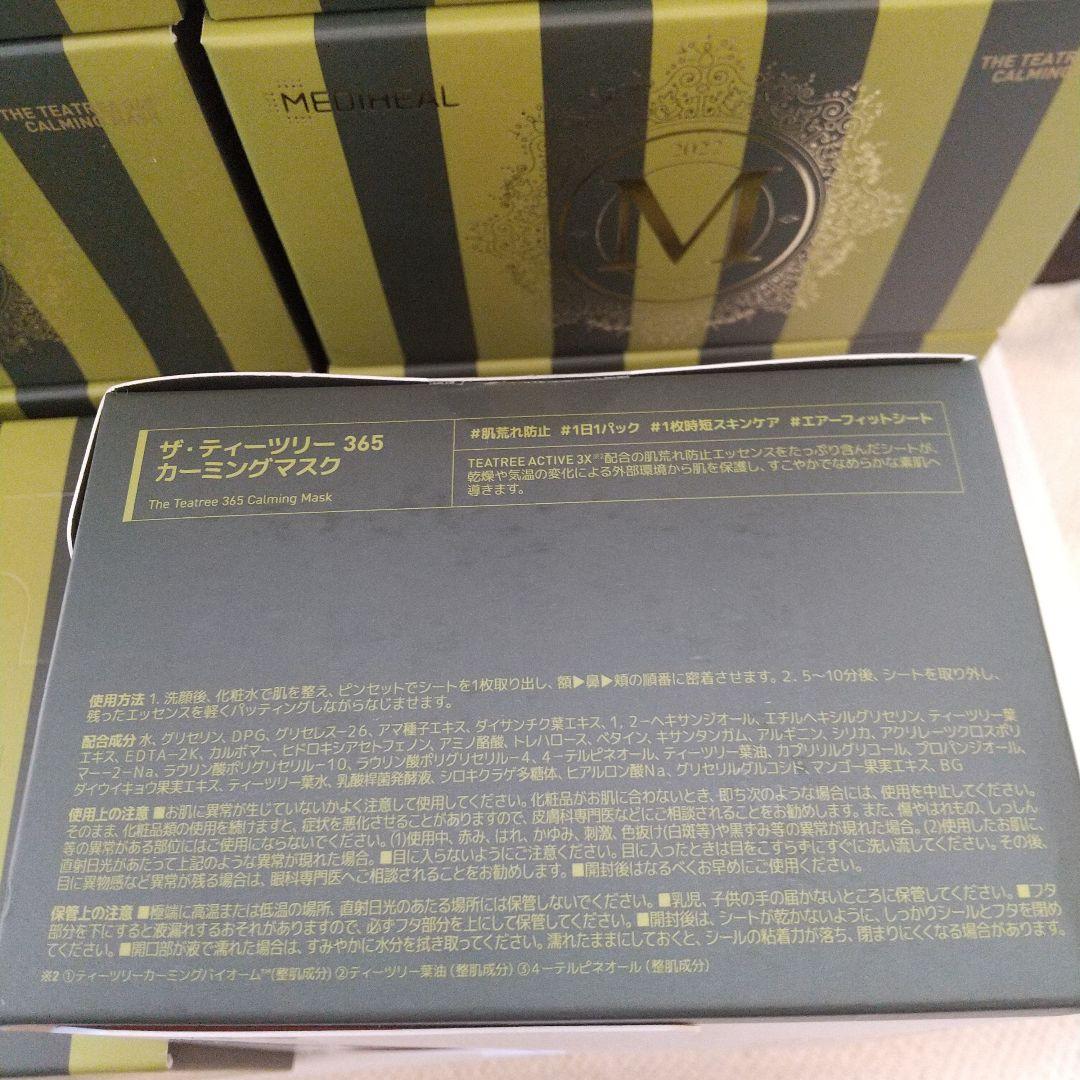 THE TEATREE
CALMING
MEDIHEAL
2022
M
THE TEATR
CALMING
ザ・ティーツリー 365
カーミングマスク
The Teatree 365 Calming Mask
#肌荒れ防止 #1日1パック #1枚時短スキンケア #エアーフィットシート
TEATREE ACTIVE 3X※²配合の肌荒れ防止エッセンスをたっぷり含んだシートが、
乾燥や気温の変化による外部環境から肌を保護し、すこやかでなめらかな素肌へ
導きます。
使用方法 1. 洗顔後、化粧水で肌を整え、ピンセットでシートを1枚取り出し、額▶鼻▶頬の順番に密着させます。2. 5～10分後、シートを取り外し、
残ったエッセンスを軽くパッティングしながらなじませます。
配合成分 水、グリセリン、DPG、グリセレス-26、アマ種子エキス、ダイサンチク葉エキス、1, 2-ヘキサンジオール、エチルヘキシルグリセリン、ティーツリー葉
エキス、EDTA-2K、カルボマー、ヒドロキシアセトフェノン、アミノ酪酸、トレハロース、ベタイン、キサンタンガム、アルギニン、シリカ、アクリレーツクロスポリ
マー-2-Na、ラウリン酸ポリグリセリル-10、ラウリン酸ポリグリセリル-4、4-テルピネオール、ティーツリー葉油、カプリリルグリコール、プロパンジオール、
ダイウイキョウ果実エキス、ティーツリー葉水、乳酸桿菌発酵液、シロキクラゲ多糖体、ヒアルロン酸Na、グリセリルグルコシド、マンゴー果実エキス、BG
使用上の注意 ■お肌に異常が生じていないかよく注意して使用してください。化粧品がお肌に合わないとき、即ち次のような場合には、使用を中止してください。
そのまま、化粧品類の使用を続けますと、症状を悪化させることがありますので、皮膚科専門医などにご相談されることをお勧めします。また、傷やはれもの、しっしん
等の異常がある部位にはご使用にならないでください。(1)使用中、赤み、はれ、かゆみ、刺激、色抜け(白斑等)や黒ずみ等の異常が現れた場合。(2)使用したお肌に、
直射日光があたって上記のような異常が現れた場合。■目に入らないようにご注意ください。目に入ったときは目をこすらずにすぐに洗い流してください。その後、
目に異物感など異常が残る場合は、眼科専門医へご相談されることをお勧めします。■開封後はなるべくお早めにご使用ください。
保管上の注意 ■極端に高温または低温の場所、直射日光のあたる場所には保管しないでください。■乳児、子供の手の届かないところに保管してください。■フタ
部分を下にすると液漏れするおそれがありますので、必ずフタ部分を上にして保管してください。■開封後は、シートが乾かないように、しっかりシールとフタを閉め
てください。■開口部が液で濡れた場合は、すみやかに水分を拭き取ってください。濡れたままにしておくと、シールの粘着力が落ち、閉まりにくくなる場合があります。
※2 ①ティーツリーカーミングバイオーム™(整肌成分) ②ティーツリー葉油(整肌成分) ③4-テルピネオール(整肌成分)